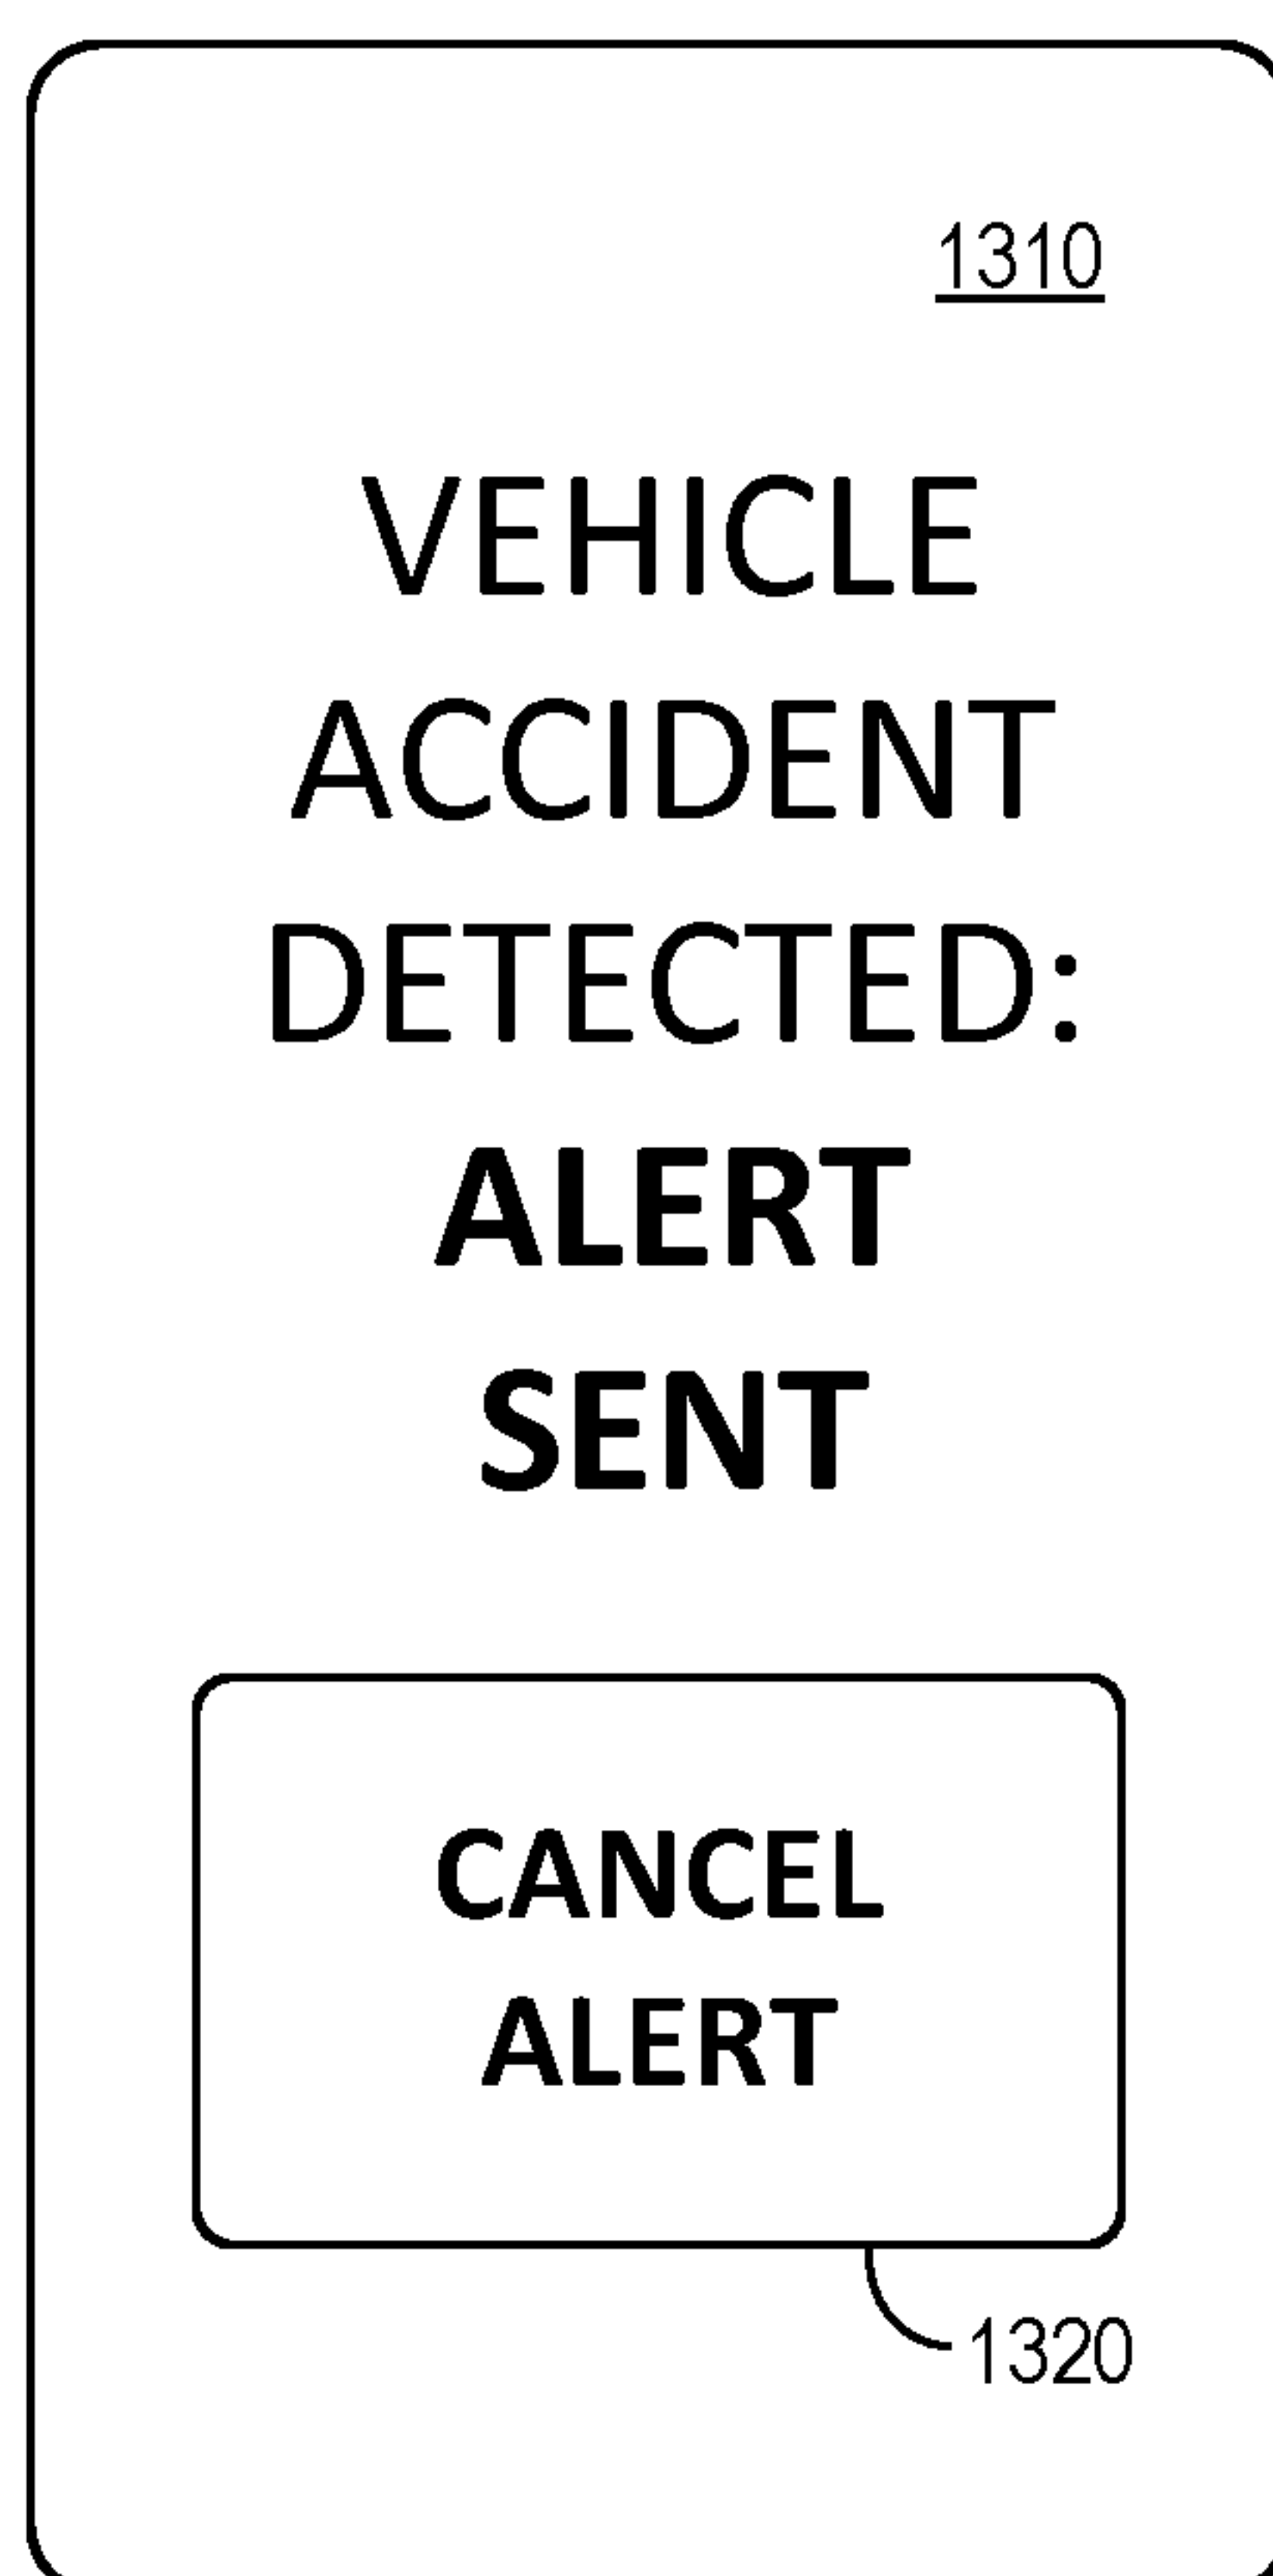 1310
VEHICLE
ACCIDENT
DETECTED:
ALERT
SENT
CANCEL
ALERT
1320